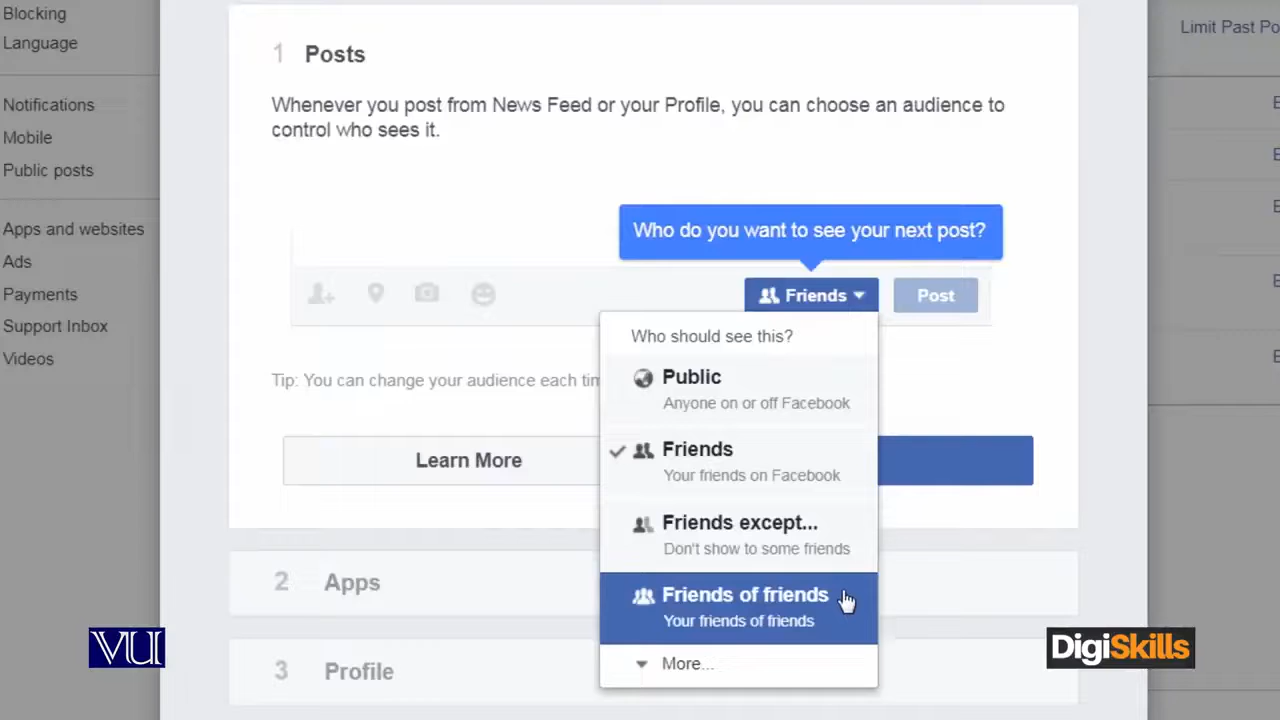 Blocking
Language
Notifications
Mobile
Public posts
Apps and websites
Ads
Payments
Support Inbox
Videos
1 Posts
Whenever you post from News Feed or your Profile, you can choose an audience to
control who sees it.
Who do you want to see your next post?
Friends
Post
Who should see this?
Public
Anyone on or off Facebook
Friends
Your friends on Facebook
Friends except...
Don't show to some friends
Friends of friends
Your friends of friends
More...
Tip: You can change your audience each
Learn More
2 Apps
3 Profile
Limit Past
VU
DigiSkills